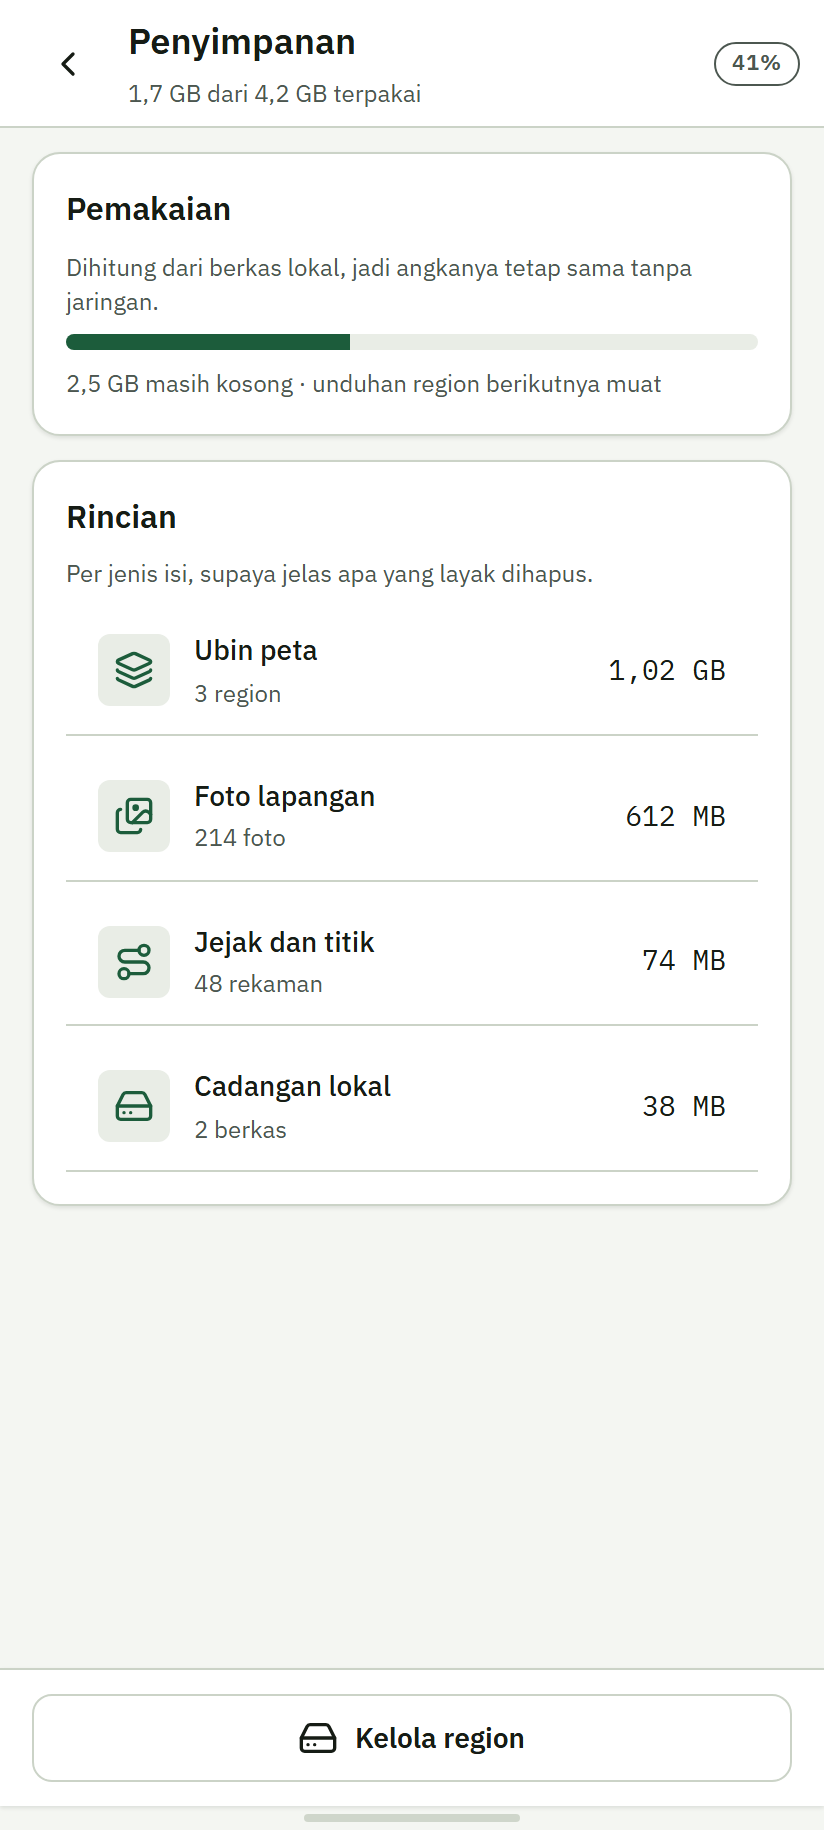 Penyimpanan
1,7 GB dari 4,2 GB terpakai
41%
Pemakaian
Dihitung dari berkas lokal, jadi angkanya tetap sama tanpa
jaringan.
2,5 GB masih kosong · unduhan region berikutnya muat
Rincian
Per jenis isi, supaya jelas apa yang layak dihapus.
Ubin peta
3 region
1,02 GB
Foto lapangan
214 foto
612 MB
Jejak dan titik
48 rekaman
74 MB
Cadangan lokal
2 berkas
38 MB
Kelola region